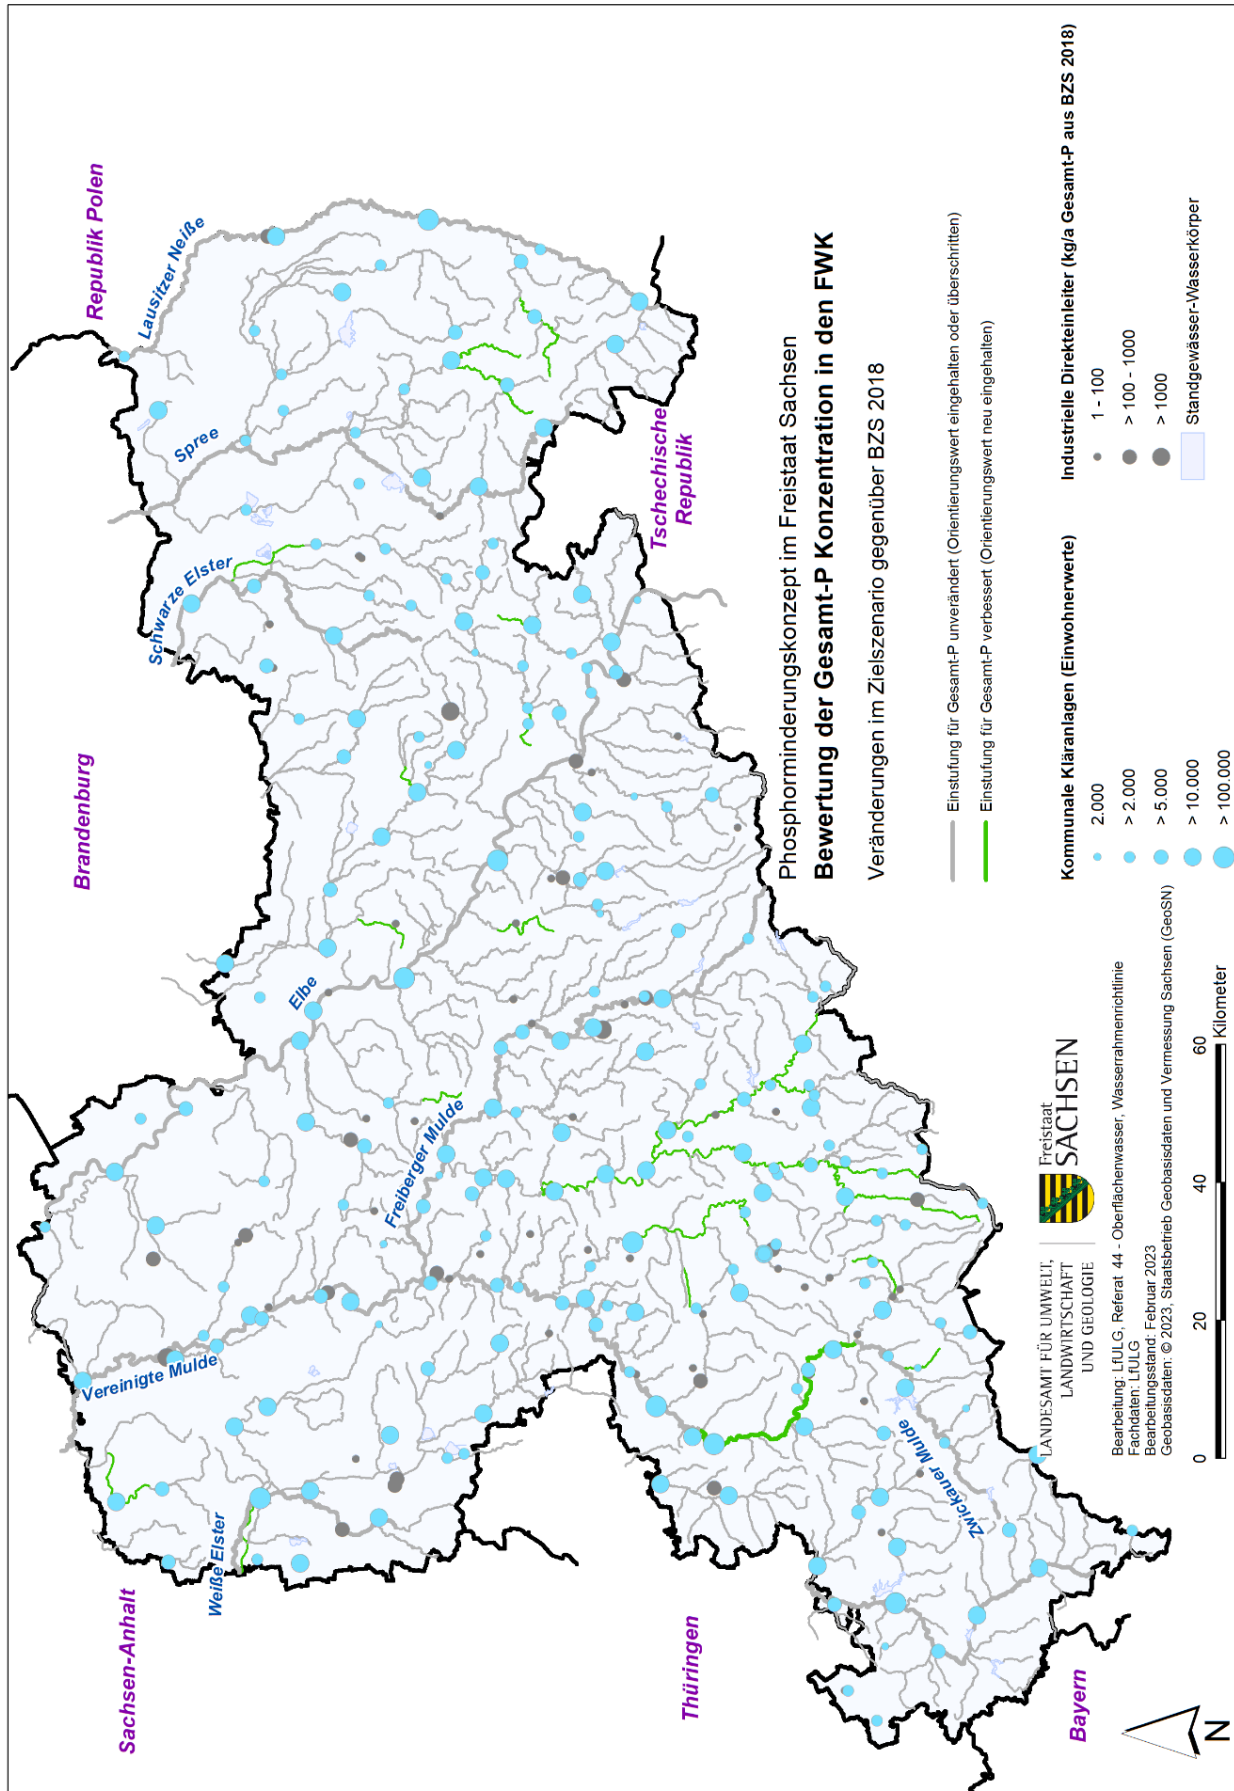 Republik Polen
Lausitzer Neiße
Spree
Schwarze Elster
Brandenburg
Elbe
Freiberger Mulde
Vereinigte Mulde
Weiße Elster
Sachsen-Anhalt
Thüringen
Zwickauer Mulde
Bayern
Tschechische
Republik
Phosphorminderungskonzept im Freistaat Sachsen
Bewertung der Gesamt-P Konzentration in den FWK
Veränderungen im Zielszenario gegenüber BZS 2018
Einstufung für Gesamt-P unverändert (Orientierungswert eingehalten oder überschritten)
Einstufung für Gesamt-P verbessert (Orientierungswert neu eingehalten)
Kommunale Kläranlagen (Einwohnerwerte)
2.000
> 2.000
> 5.000
> 10.000
> 100.000
Industrielle Direkteinleiter (kg/a Gesamt-P aus BZS 2018)
1 - 100
> 100 - 1000
> 1000
Standgewässer-Wasserkörper
LANDESAMT FÜR UMWELT,
LANDWIRTSCHAFT
UND GEOLOGIE
Freistaat
SACHSEN
Bearbeitung: LfULG, Referat 44 - Oberflächenwasser, Wasserrahmenrichtlinie
Fachdaten: LfULG
Bearbeitungsstand: Februar 2023
Geobasisdaten: © 2023, Staatsbetrieb Geobasisdaten und Vermessung Sachsen (GeoSN)
0 20 40 60
Kilometer
N